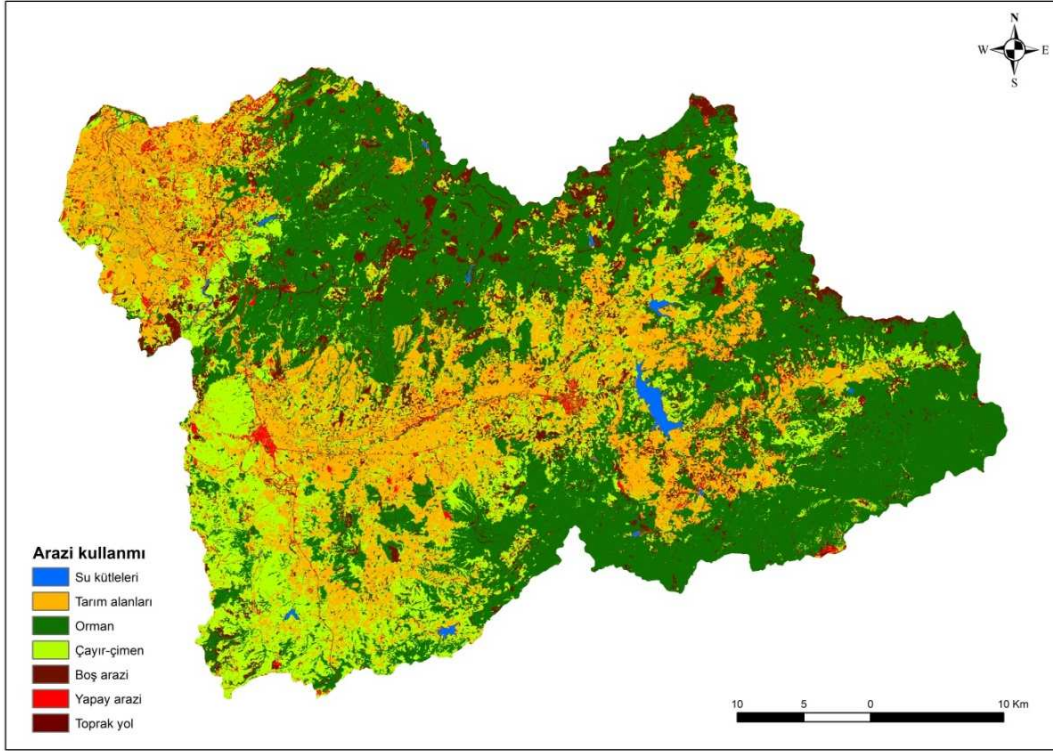 N
W E
S
Arazi kullanmı
Su kütleleri
Tarım alanları
Orman
Çayır-çimen
Boş arazi
Yapay arazi
Toprak yol
10 5 0 10 Km